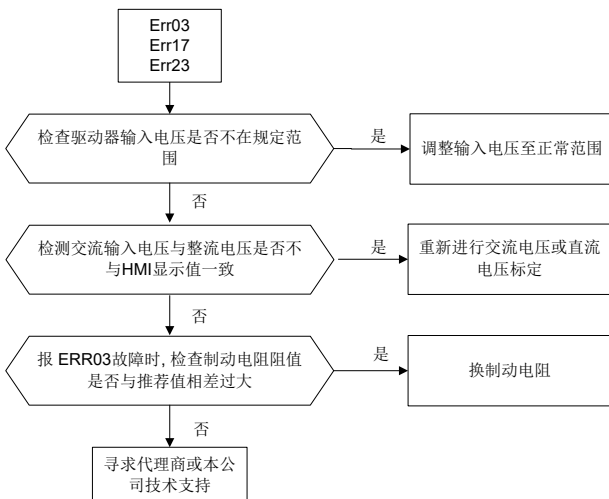 Err03
Err17
Err23
检查驱动器输入电压是否不在规定范
围
是
调整输入电压至正常范围
否
检测交流输入电压与整流电压是否不
与HMI显示值一致
是
重新进行交流电压或直流
电压标定
否
报 ERR03故障时, 检查制动电阻阻值
是否与推荐值相差过大
是
换制动电阻
否
寻求代理商或本公
司技术支持